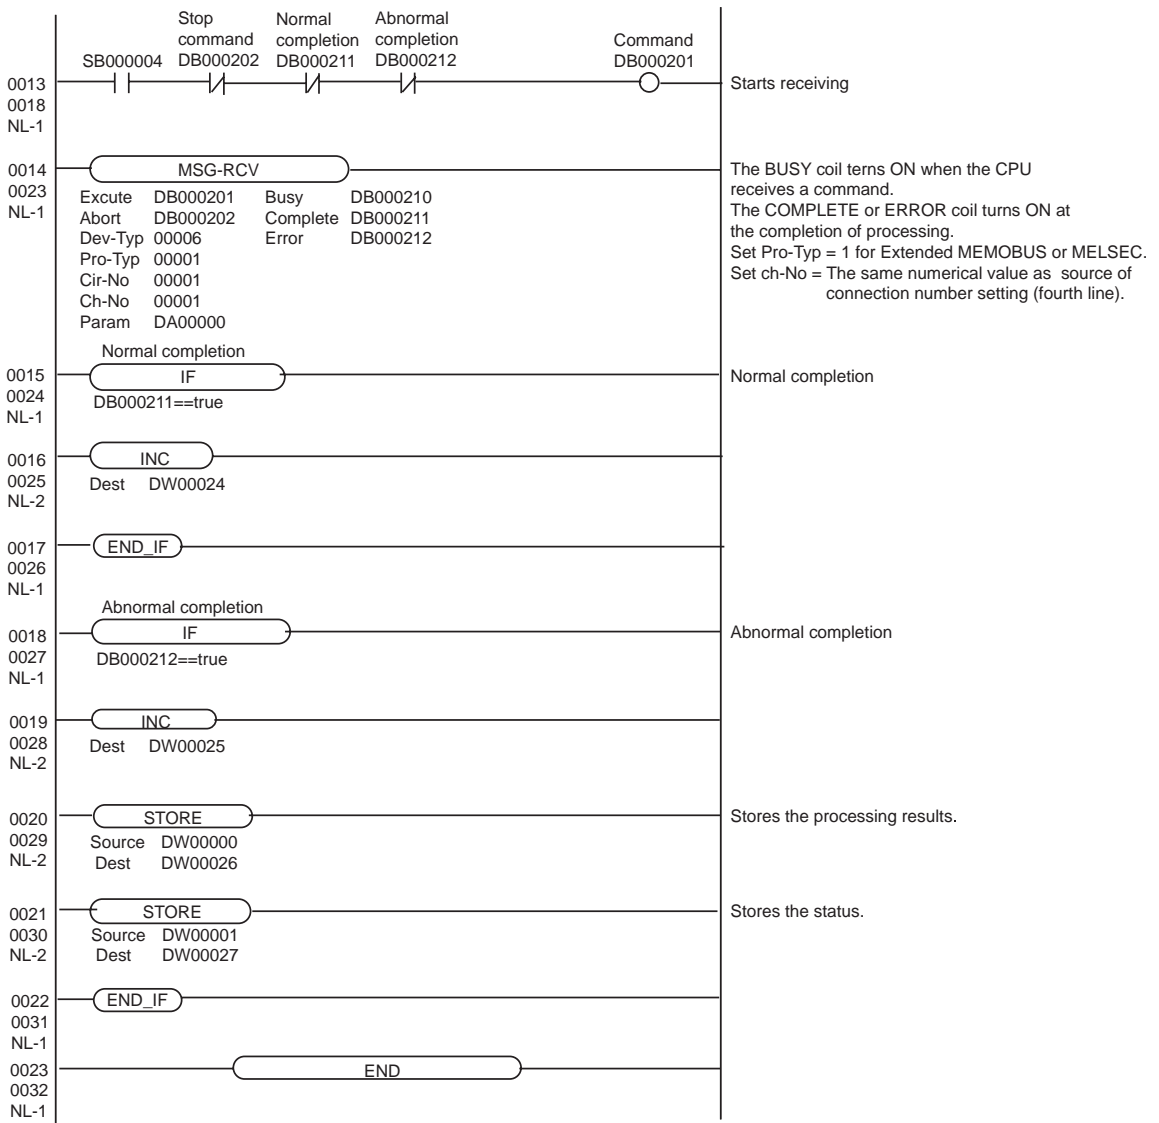 Stop Normal Abnormal
command completion completion Command
SB000004 DB000202 DB000211 DB000212 DB000201
0013 Starts receiving
0018
NL-1
0014 MSG-RCV The BUSY coil terns ON when the CPU
0023 receives a command.
NL-1 Excute DB000201 Busy DB000210
The COMPLETE or ERROR coil turns ON at
Abort DB000202 Complete DB000211
the completion of processing.
Dev-Typ 00006 Error DB000212
Set Pro-Typ = 1 for Extended MEMOBUS or MELSEC.
Pro-Typ 00001
Set ch-No = The same numerical value as source of
Cir-No 00001
connection number setting (fourth line).
Ch-No 00001
Param DA00000
Normal completion
0015 IF Normal completion
0024 DB000211==true
NL-1
0016 INC
0025 Dest DW00024
NL-2
0017 END_IF
0026
NL-1
Abnormal completion
0018 IF Abnormal completion
0027 DB000212==true
NL-1
0019 INC
0028 Dest DW00025
NL-2
0020 STORE Stores the processing results.
0029 Source DW00000
NL-2 Dest DW00026
0021 STORE Stores the status.
0030 Source DW00001
NL-2 Dest DW00027
0022 END_IF
0031
NL-1
0023 END
0032
NL-1